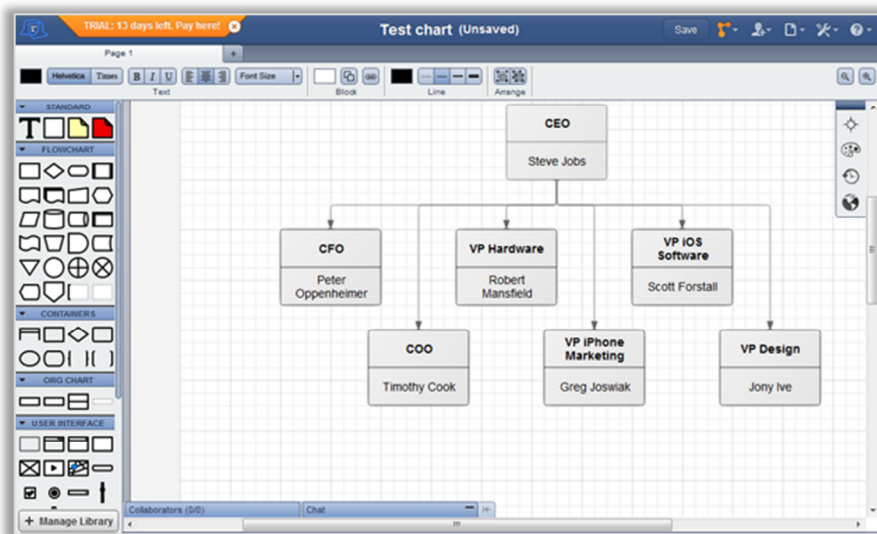 TRIAL: 13 days left. Pay here!
Test chart (Unsaved)
Save
Page 1
+
Helvetica Times
B I U
Font Size
Text
Block
Line
Arrange
STANDARD
T
FLOWCHART
CONTAINERS
ORG CHART
USER INTERFACE
+ Manage Library
CEO
Steve Jobs
CFO
Peter
Oppenheimer
VP Hardware
Robert
Mansfield
VP iOS
Software
Scott Forstall
COO
Timothy Cook
VP iPhone
Marketing
Greg Joswiak
VP Design
Jony Ive
Collaborators (0/0)
Chat